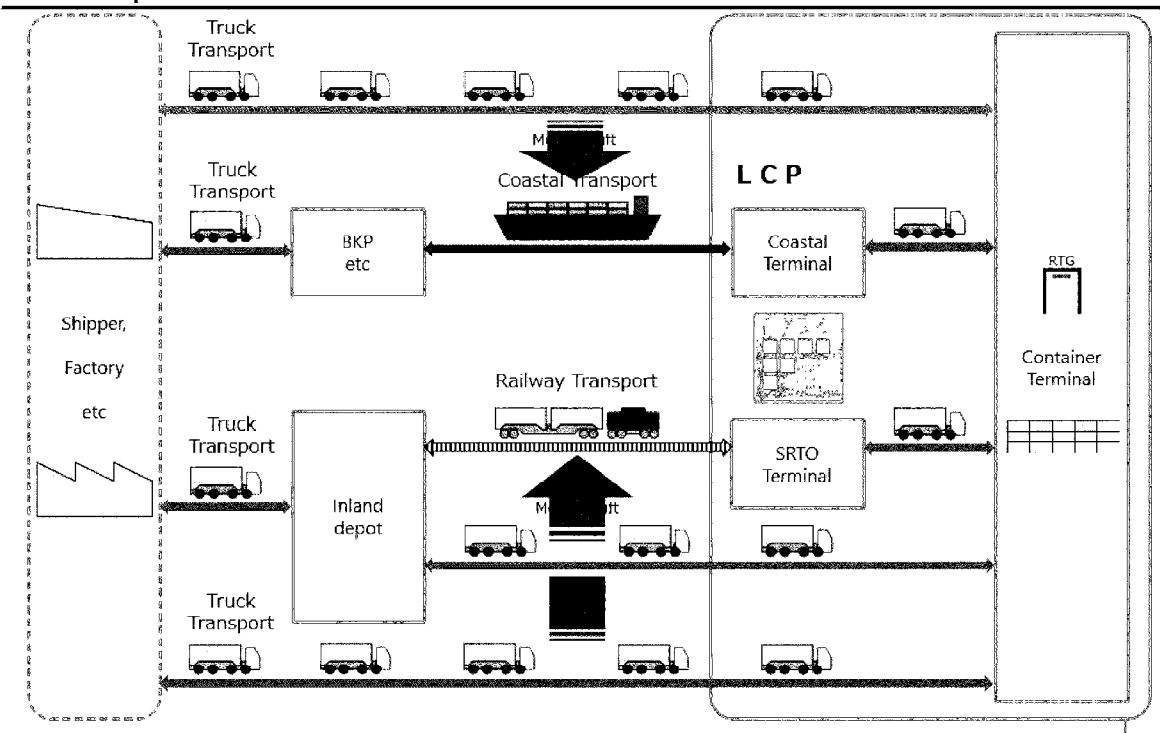 Truck
Transport
Truck
Transport
Coastal Transport
L C P
BKP
etc
Coastal
Terminal
RTG
Shipper,
Factory
etc
Container
Terminal
Railway Transport
Truck
Transport
SRTO
Terminal
Inland
depot
Truck
Transport